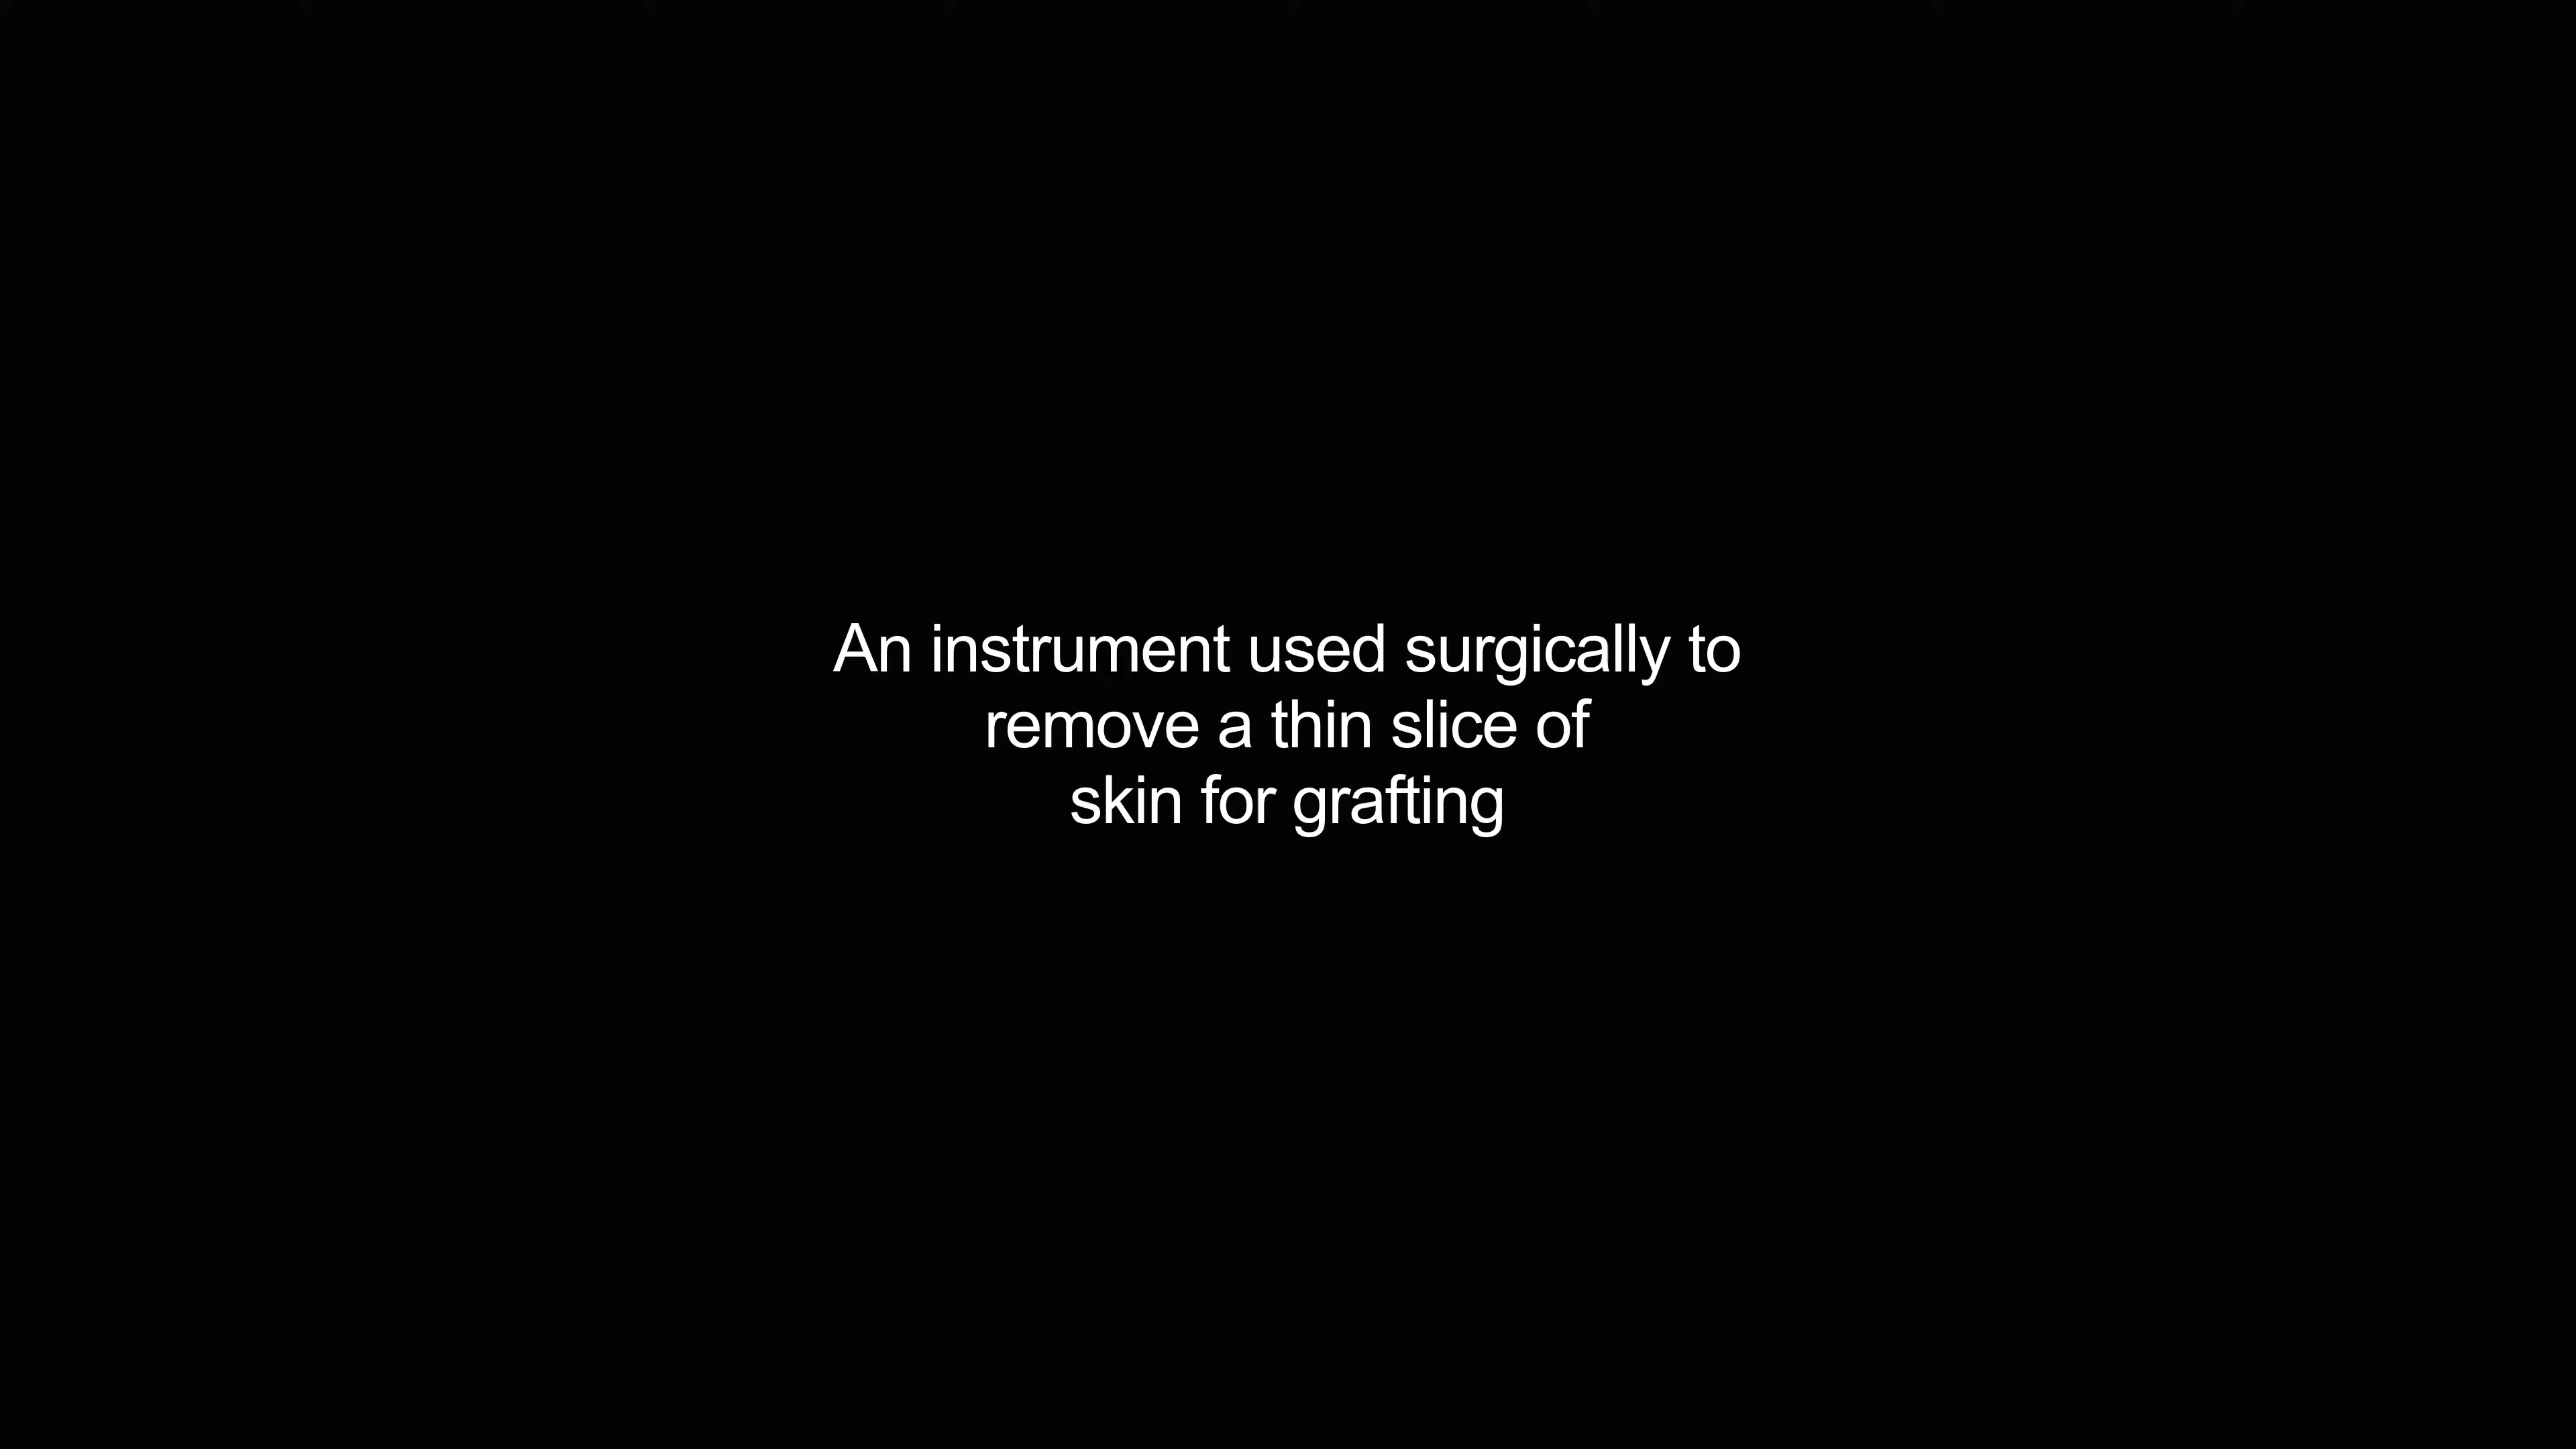 An instrument used surgically to
remove a thin slice of
skin for grafting